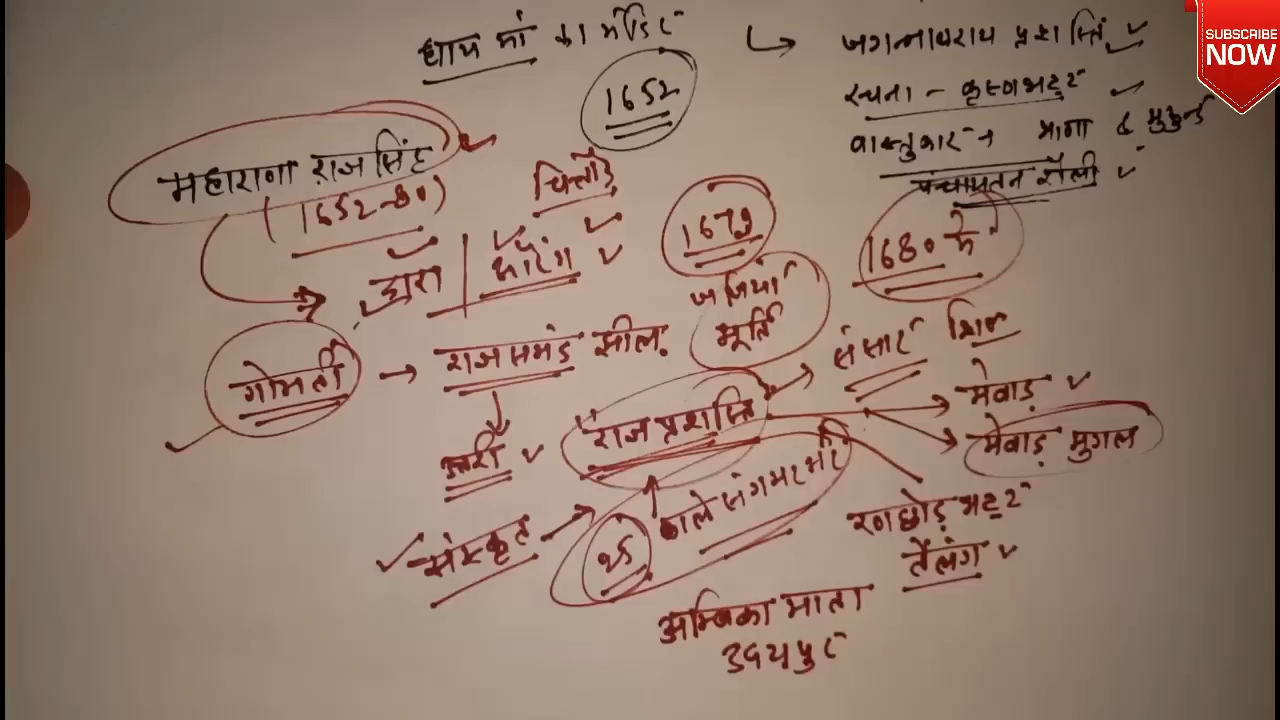 धाय मां का मंदिर
1652
→ जगन्नाथराय प्रशस्ति
रचना - कृष्णभट्ट
वास्तुकार → भाणा व मुकुन्द
पंचायतन शैली
SUBSCRIBE
NOW
महाराणा राजसिंह
(1652-80)
चित्तौड़
द्वारा
1679
जजिया
मूर्ति
1680 में
गोमती → राजसमंद झील
संसार
मेवाड़
मेवाड़ मुगल
"राज प्रशस्ति"
संस्कृत
25
काले संगमरमर
रणछोड़ भट्ट
तैलंग
अम्बिका माता
उदयपुर